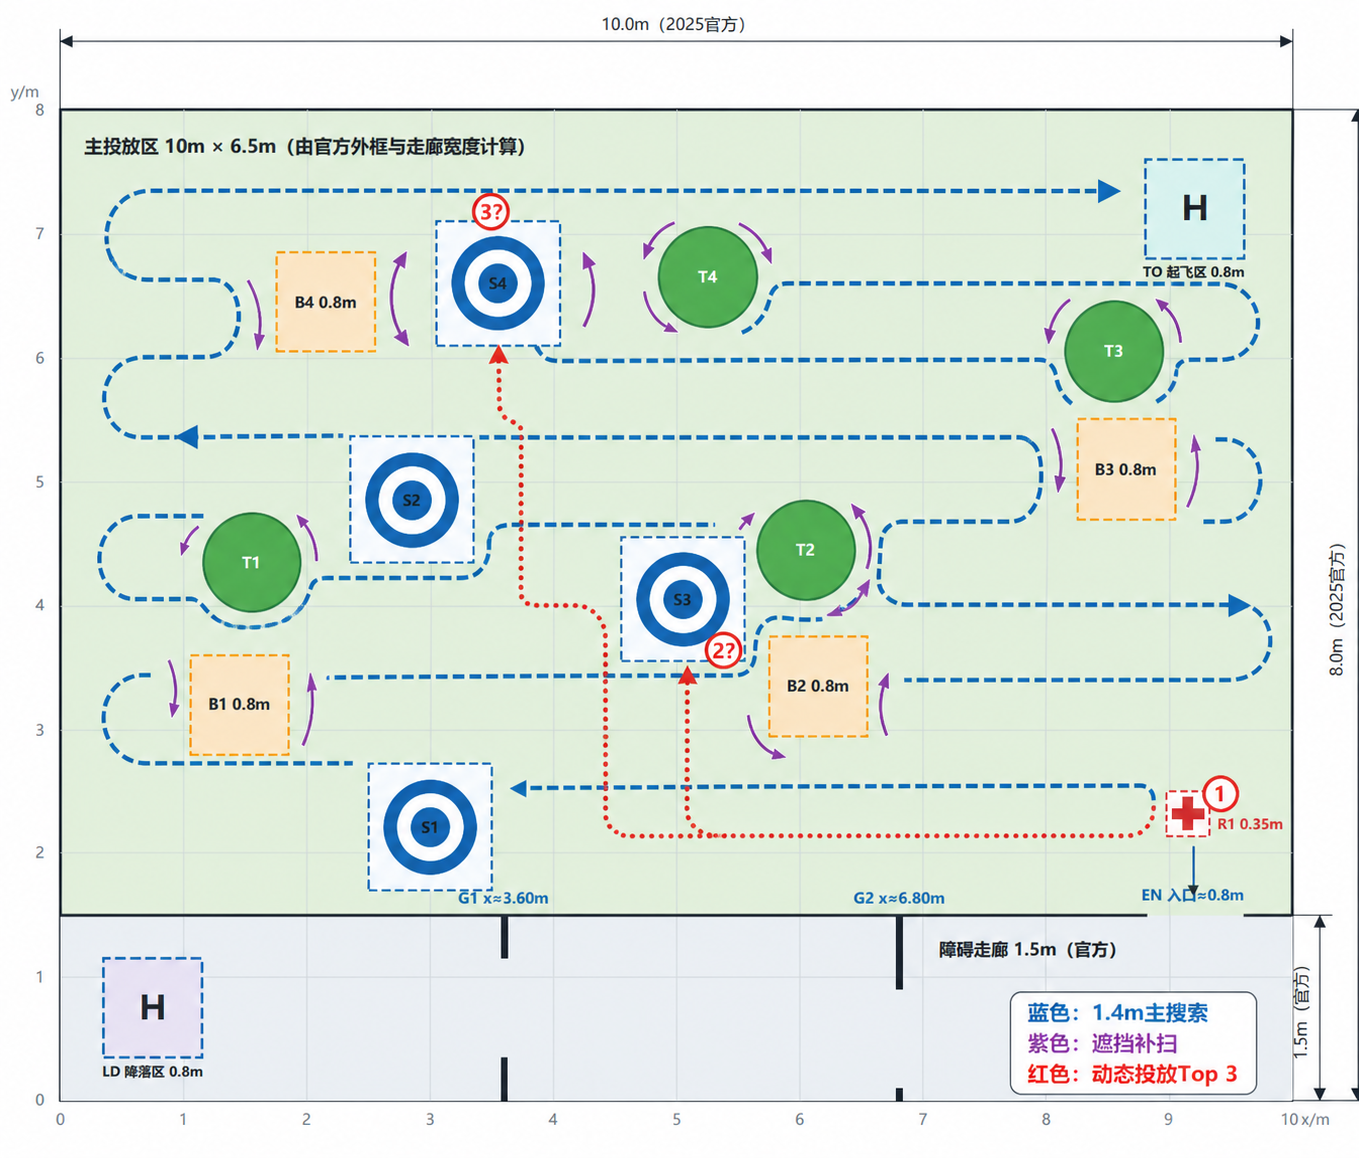 10.0m（2025官方）
y/m
8
主投放区 10m × 6.5m（由官方外框与走廊宽度计算）
H
3?
7
TO 起飞区 0.8m
B4 0.8m
S4
T4
T3
6
5
S2
B3 0.8m
T1
T2
8.0m（2025官方）
4
S3
2?
B1 0.8m
B2 0.8m
3
S1
1
R1 0.35m
2
G1 x≈3.60m
G2 x≈6.80m
EN 入口≈0.8m
障碍走廊 1.5m（官方）
1
H
1.5m（官方）
蓝色：1.4m主搜索
紫色：遮挡补扫
红色：动态投放Top 3
LD 降落区 0.8m
0
0 1 2 3 4 5 6 7 8 9 10 x/m